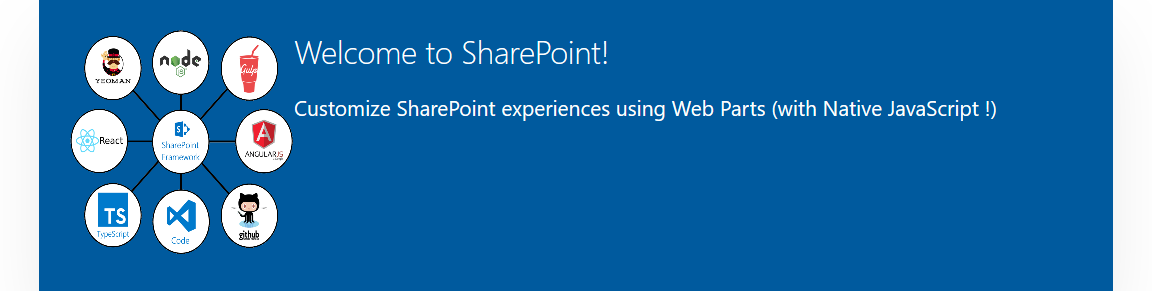 Welcome to SharePoint!
Customize SharePoint experiences using Web Parts (with Native JavaScript !)
YEOMAN
node
JS
Gulp
React
S
SharePoint
Framework
ANGULARJS
TS
TypeScript
Code
github